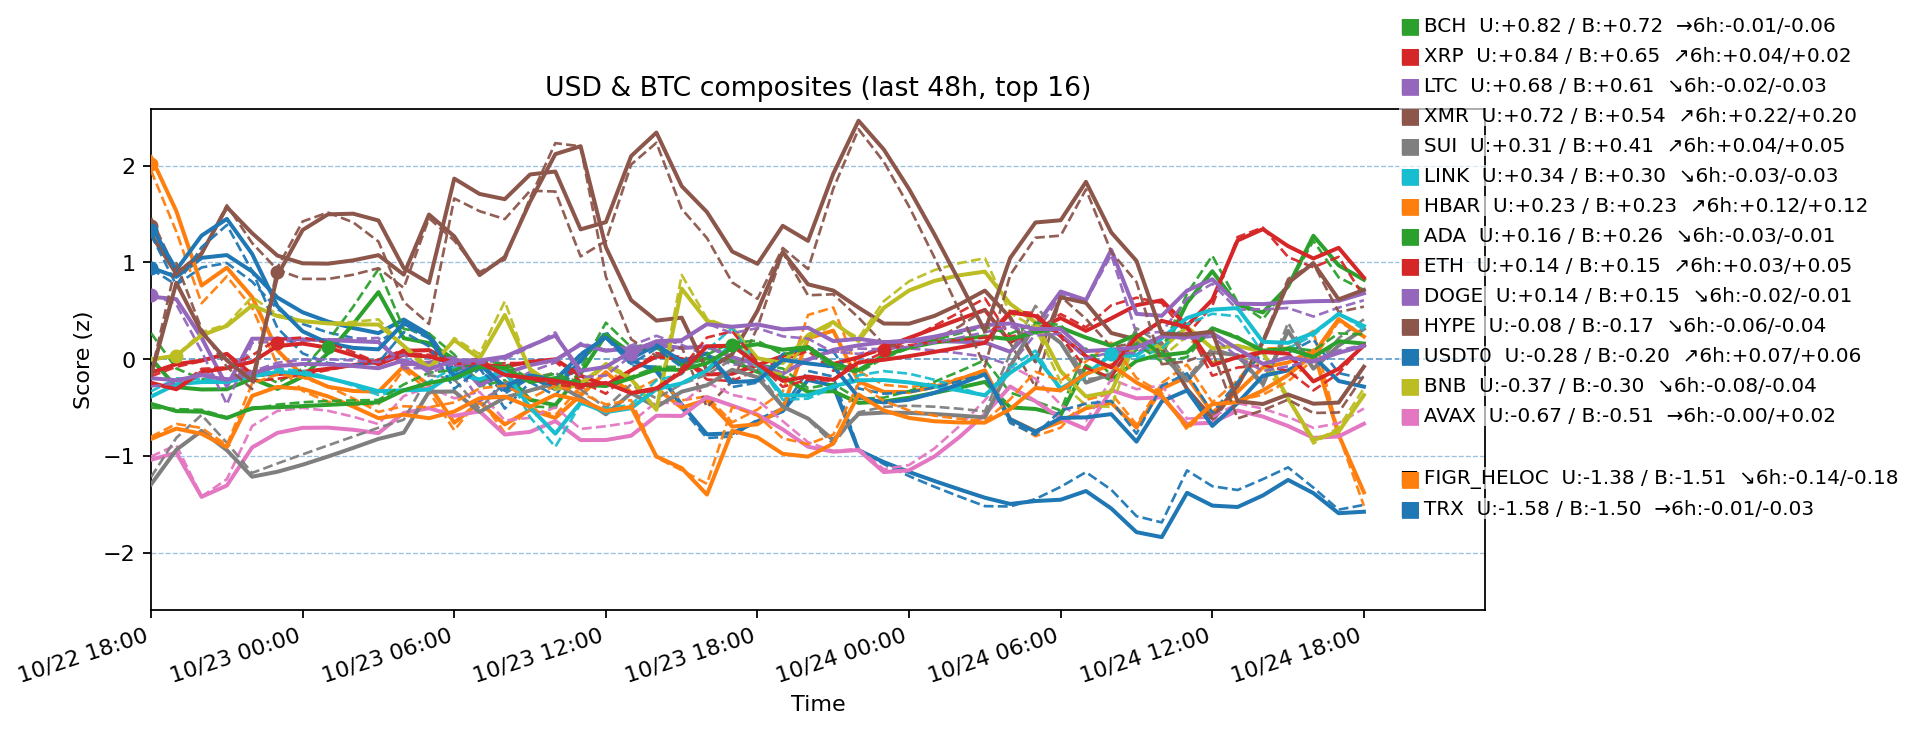 BCH U:+0.82 / B:+0.72 →6h:-0.01/-0.06
XRP U:+0.84 / B:+0.65 ↗6h:+0.04/+0.02
USD & BTC composites (last 48h, top 16)
LTC U:+0.68 / B:+0.61 ↘6h:-0.02/-0.03
XMR U:+0.72 / B:+0.54 ↗6h:+0.22/+0.20
SUI U:+0.31 / B:+0.41 ↗6h:+0.04/+0.05
LINK U:+0.34 / B:+0.30 ↘6h:-0.03/-0.03
HBAR U:+0.23 / B:+0.23 ↗6h:+0.12/+0.12
ADA U:+0.16 / B:+0.26 ↘6h:-0.03/-0.01
ETH U:+0.14 / B:+0.15 ↗6h:+0.03/+0.05
DOGE U:+0.14 / B:+0.15 ↘6h:-0.02/-0.01
HYPE U:-0.08 / B:-0.17 ↘6h:-0.06/-0.04
USDT0 U:-0.28 / B:-0.20 ↗6h:+0.07/+0.06
BNB U:-0.37 / B:-0.30 ↘6h:-0.08/-0.04
AVAX U:-0.67 / B:-0.51 →6h:-0.00/+0.02
FIGR_HELOC U:-1.38 / B:-1.51 ↘6h:-0.14/-0.18
TRX U:-1.58 / B:-1.50 →6h:-0.01/-0.03
Score (z)
2
1
0
−1
−2
10/22 18:00
10/23 00:00
10/23 06:00
10/23 12:00
10/23 18:00
10/24 00:00
10/24 06:00
10/24 12:00
10/24 18:00
Time